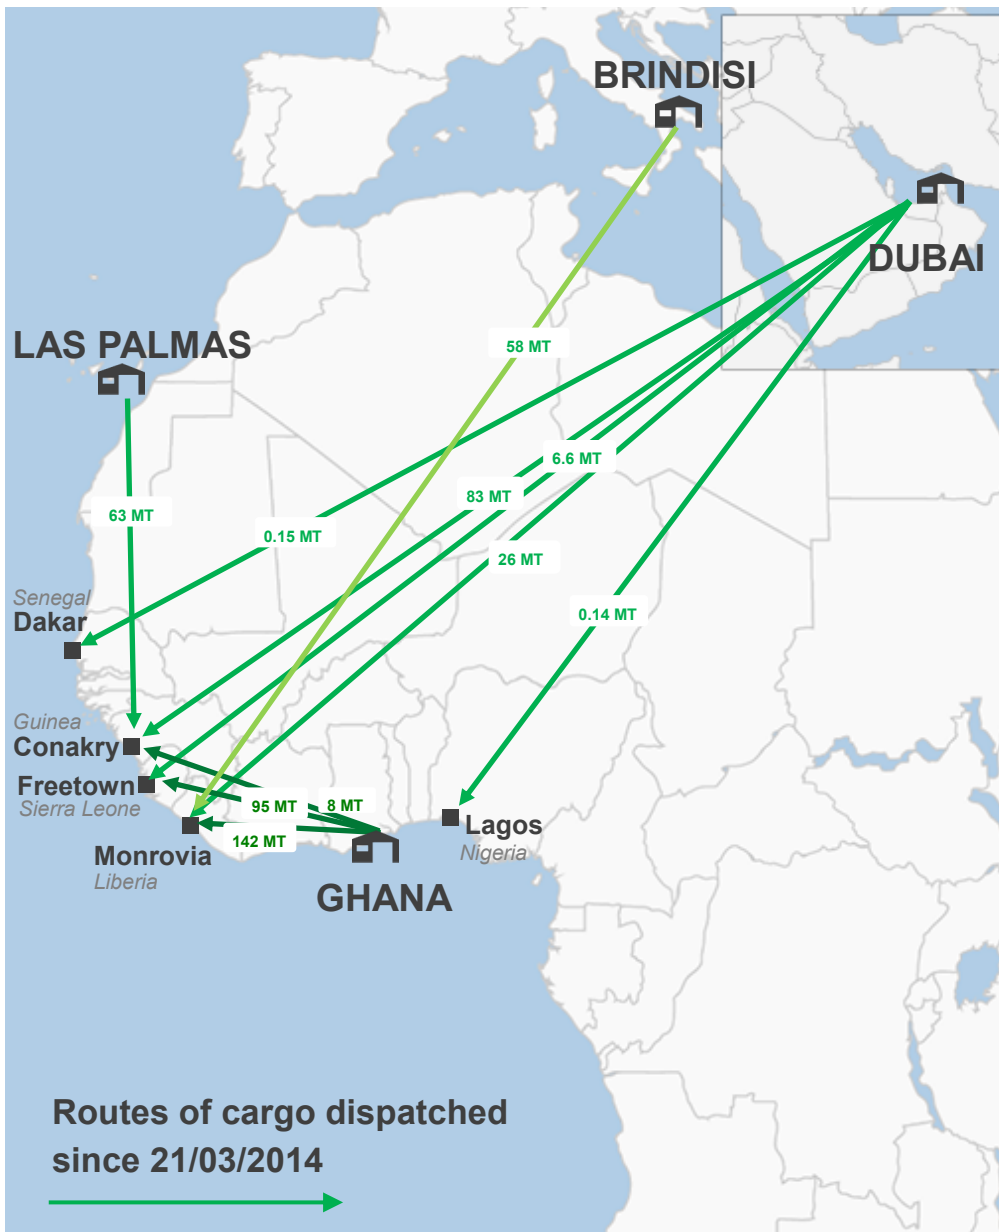 BRINDISI
DUBAI
LAS PALMAS
58 MT
6.6 MT
83 MT
63 MT
0.15 MT
26 MT
Senegal
Dakar
0.14 MT
Guinea
Conakry
Freetown
Sierra Leone
95 MT
8 MT
142 MT
Monrovia
Liberia
Lagos
Nigeria
GHANA
Routes of cargo dispatched
since 21/03/2014